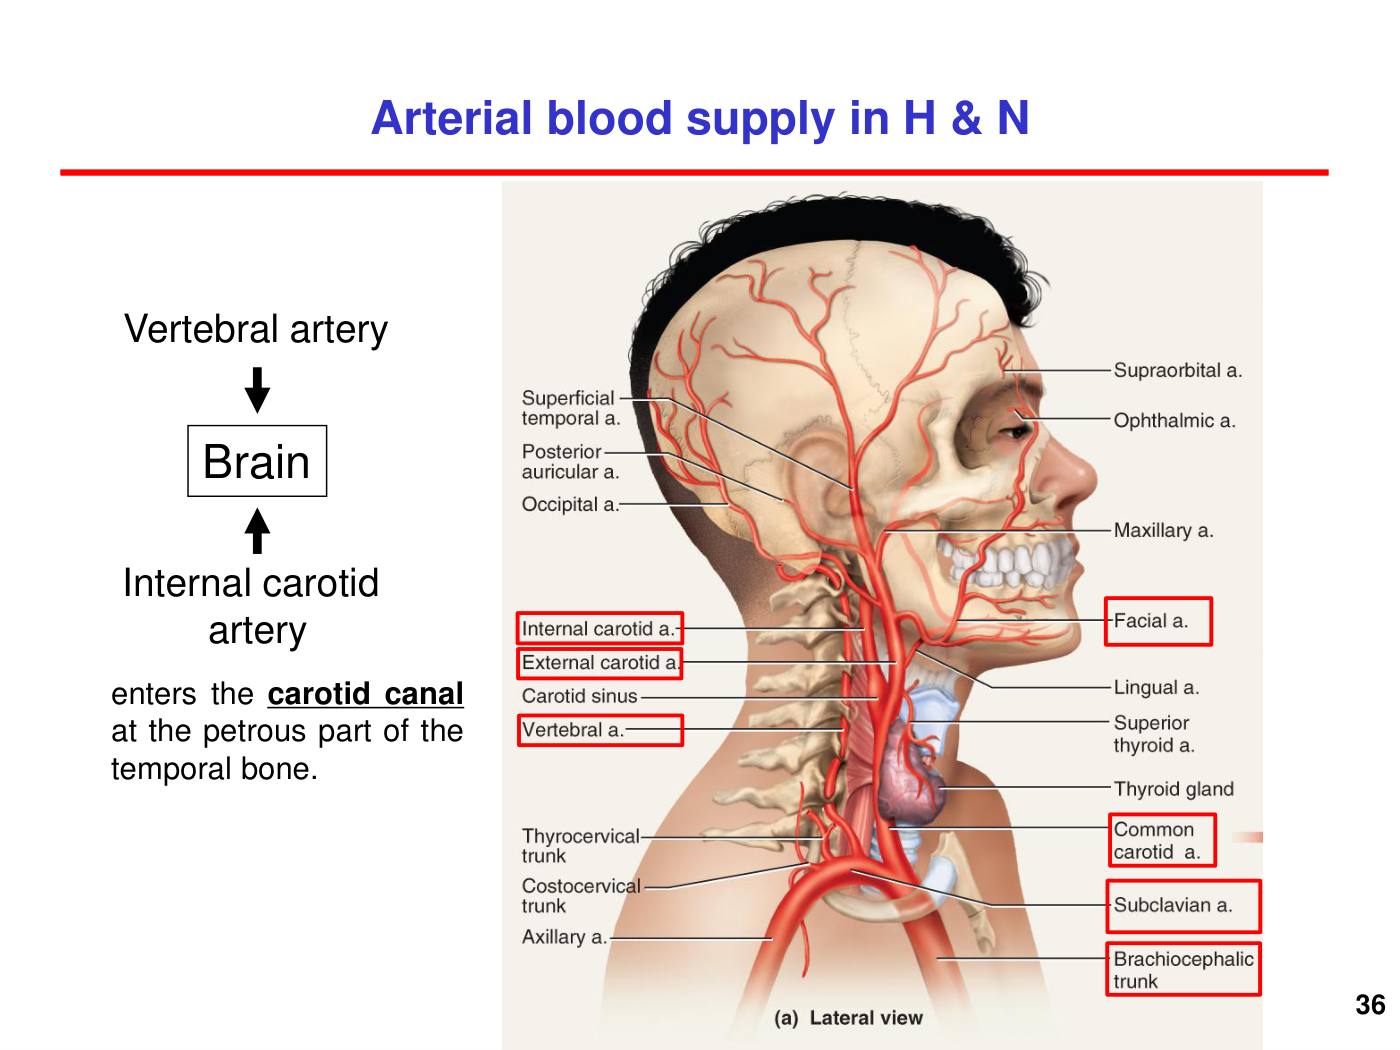 Arterial blood supply in H & N
Vertebral artery
Brain
Internal carotid
artery
enters the carotid canal
at the petrous part of the
temporal bone.
Superficial
temporal a.
Posterior
auricular a.
Occipital a.
Internal carotid a.
External carotid a.
Carotid sinus
Vertebral a.
Thyrocervical
trunk
Costocervical
trunk
Axillary a.
Supraorbital a.
Ophthalmic a.
Maxillary a.
Facial a.
Lingual a.
Superior
thyroid a.
Thyroid gland
Common
carotid a.
Subclavian a.
Brachiocephalic
trunk
(a) Lateral view
36